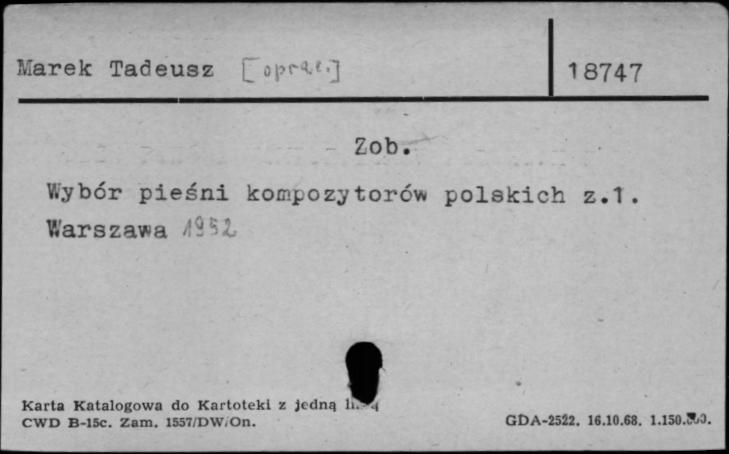 Marek Tadeusz [oprac.] 18747
Zob.
Wybór pieśni kompozytorów polskich z.1.
Warszawa 1952
Karta Katalogowa do Kartoteki z jedną
CWD B-15c. Zam. 1557/DW/On. GDA-2522. 16.10.68.